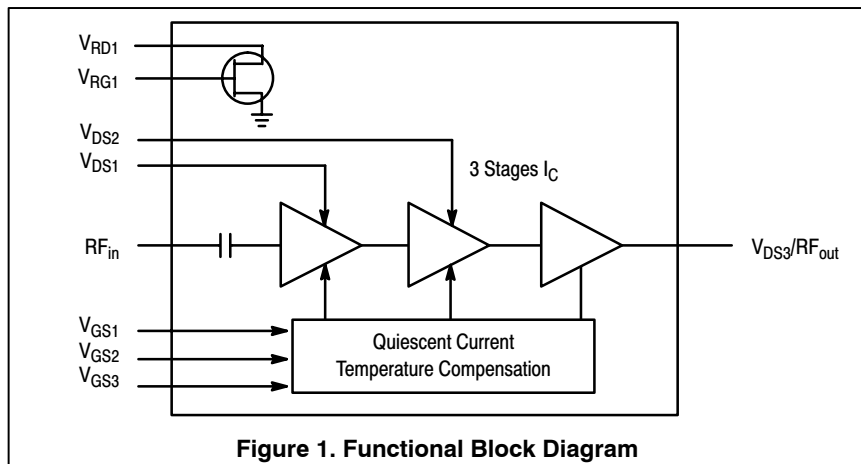 V_RD1
V_RG1
V_DS2
V_DS1
3 Stages I_C
RF_in
V_DS3/RF_out
V_GS1
V_GS2
V_GS3
Quiescent Current
Temperature Compensation
Figure 1. Functional Block Diagram